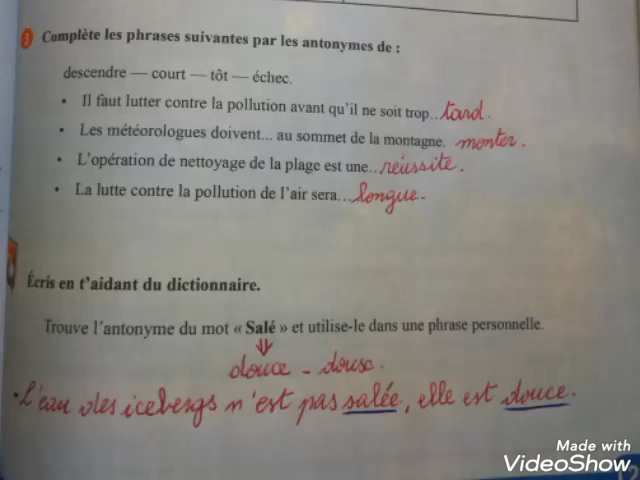 3 Complète les phrases suivantes par les antonymes de :
descendre — court — tôt — échec.
• Il faut lutter contre la pollution avant qu'il ne soit trop...tard.
• Les météorologues doivent... au sommet de la montagne. monter.
• L'opération de nettoyage de la plage est une...réussite.
• La lutte contre la pollution de l'air sera...longue.
Écris en t'aidant du dictionnaire.
Trouve l'antonyme du mot « Salé » et utilise-le dans une phrase personnelle.
douce - doux.
• L'eau des icebergs n'est pas salée, elle est douce.
Made with
VideoShow